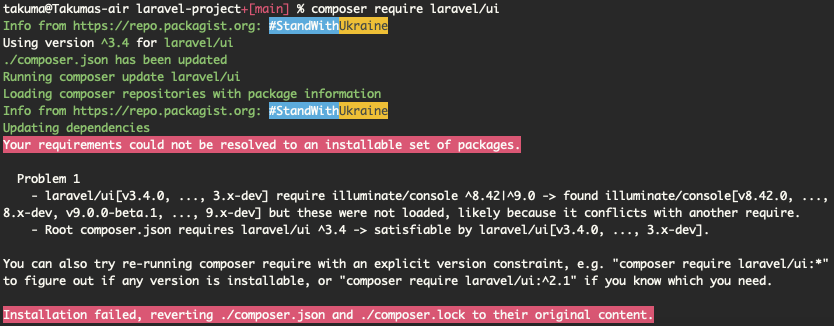 takuma@Takumas-air laravel-project+[main] % composer require laravel/ui
Info from https://repo.packagist.org: #StandWithUkraine
Using version ^3.4 for laravel/ui
./composer.json has been updated
Running composer update laravel/ui
Loading composer repositories with package information
Info from https://repo.packagist.org: #StandWithUkraine
Updating dependencies
Your requirements could not be resolved to an installable set of packages.
Problem 1
- laravel/ui[v3.4.0, ..., 3.x-dev] require illuminate/console ^8.42|^9.0 -> found illuminate/console[v8.42.0, ...,
8.x-dev, v9.0.0-beta.1, ..., 9.x-dev] but these were not loaded, likely because it conflicts with another require.
- Root composer.json requires laravel/ui ^3.4 -> satisfiable by laravel/ui[v3.4.0, ..., 3.x-dev].
You can also try re-running composer require with an explicit version constraint, e.g. "composer require laravel/ui:*"
to figure out if any version is installable, or "composer require laravel/ui:^2.1" if you know which you need.
Installation failed, reverting ./composer.json and ./composer.lock to their original content.